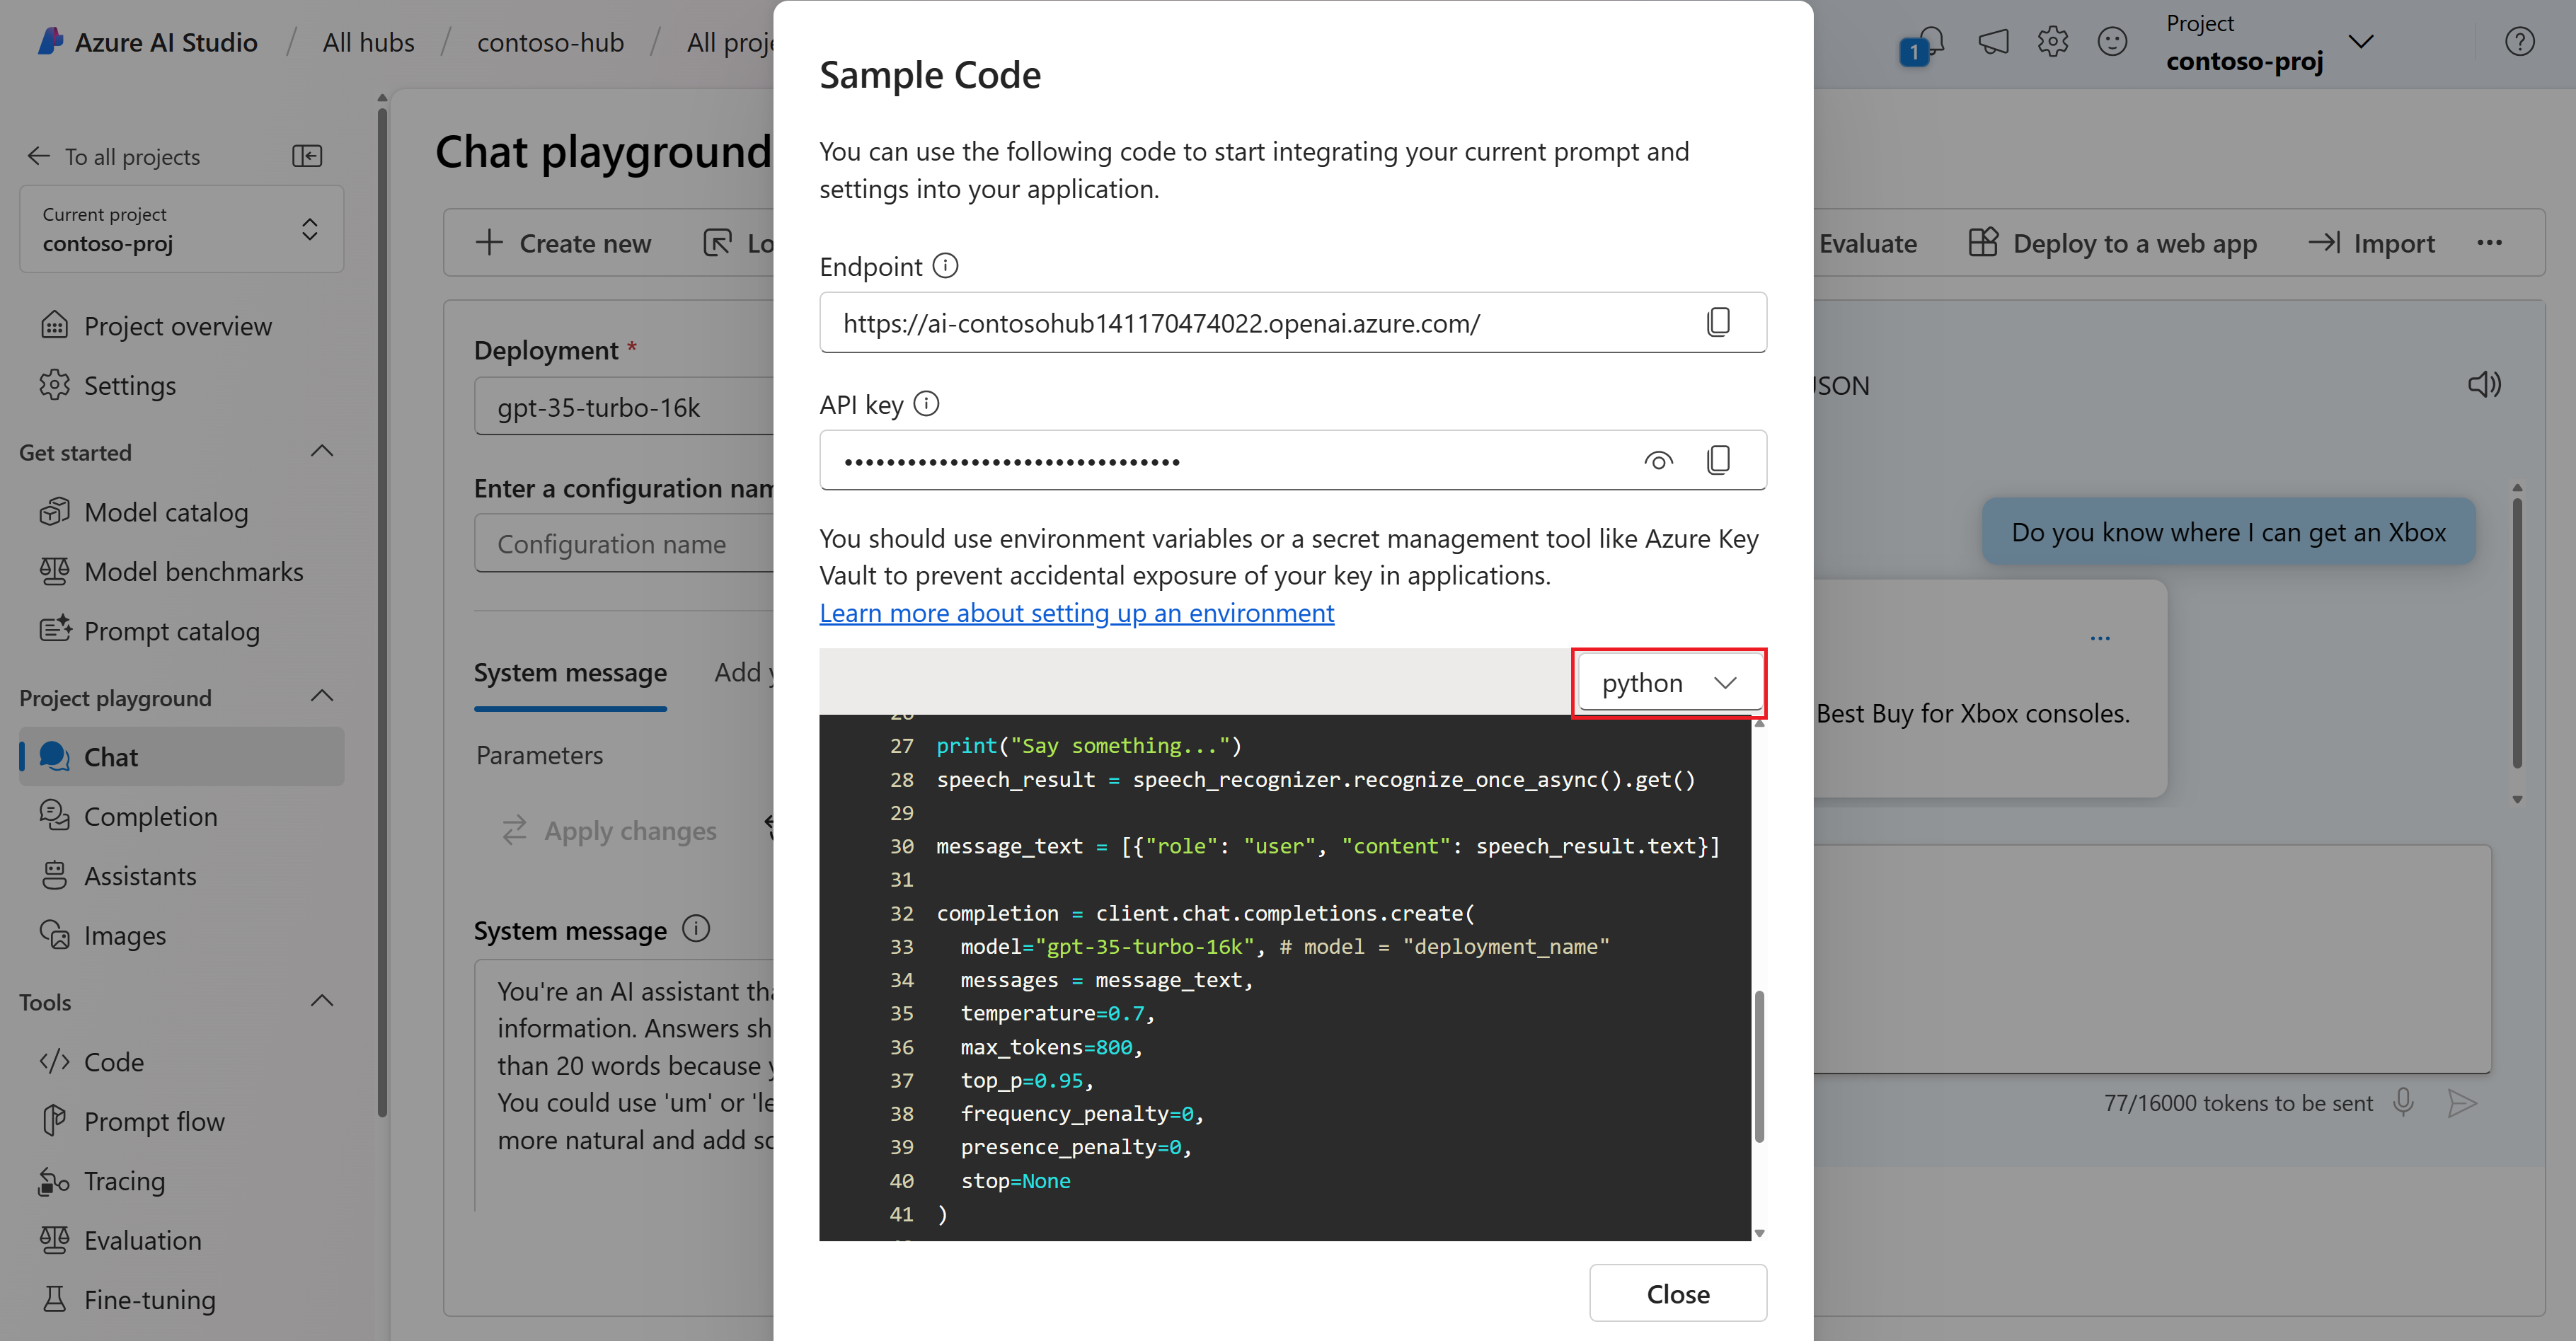 Azure AI Studio / All hubs / contoso-hub / All
1
Project
contoso-proj
To all projects
Current project
contoso-proj
Project overview
Settings
Get started
Model catalog
Model benchmarks
Prompt catalog
Project playground
Chat
Completion
Assistants
Images
Tools
Code
Prompt flow
Tracing
Evaluation
Fine-tuning
Chat playground
Create new
Evaluate
Deploy to a web app
Import
Deployment *
gpt-35-turbo-16k
Enter a configuration
Configuration name
System message
Add
Parameters
Apply changes
System message
You're an AI assistant
information. Answers
than 20 words because
You could use 'um' or
more natural and add
Sample Code
You can use the following code to start integrating your current prompt and
settings into your application.
Endpoint
https://ai-contosohub141170474022.openai.azure.com/
API key
••••••••••••••••••••••••••••••••
You should use environment variables or a secret management tool like Azure Key
Vault to prevent accidental exposure of your key in applications.
Learn more about setting up an environment
python
27 print("Say something...")
28 speech_result = speech_recognizer.recognize_once_async().get()
29
30 message_text = [{"role": "user", "content": speech_result.text}]
31
32 completion = client.chat.completions.create(
33 model="gpt-35-turbo-16k", # model = "deployment_name"
34 messages = message_text,
35 temperature=0.7,
36 max_tokens=800,
37 top_p=0.95,
38 frequency_penalty=0,
39 presence_penalty=0,
40 stop=None
41 )
Close
JSON
Do you know where I can get an Xbox
Best Buy for Xbox consoles.
77/16000 tokens to be sent